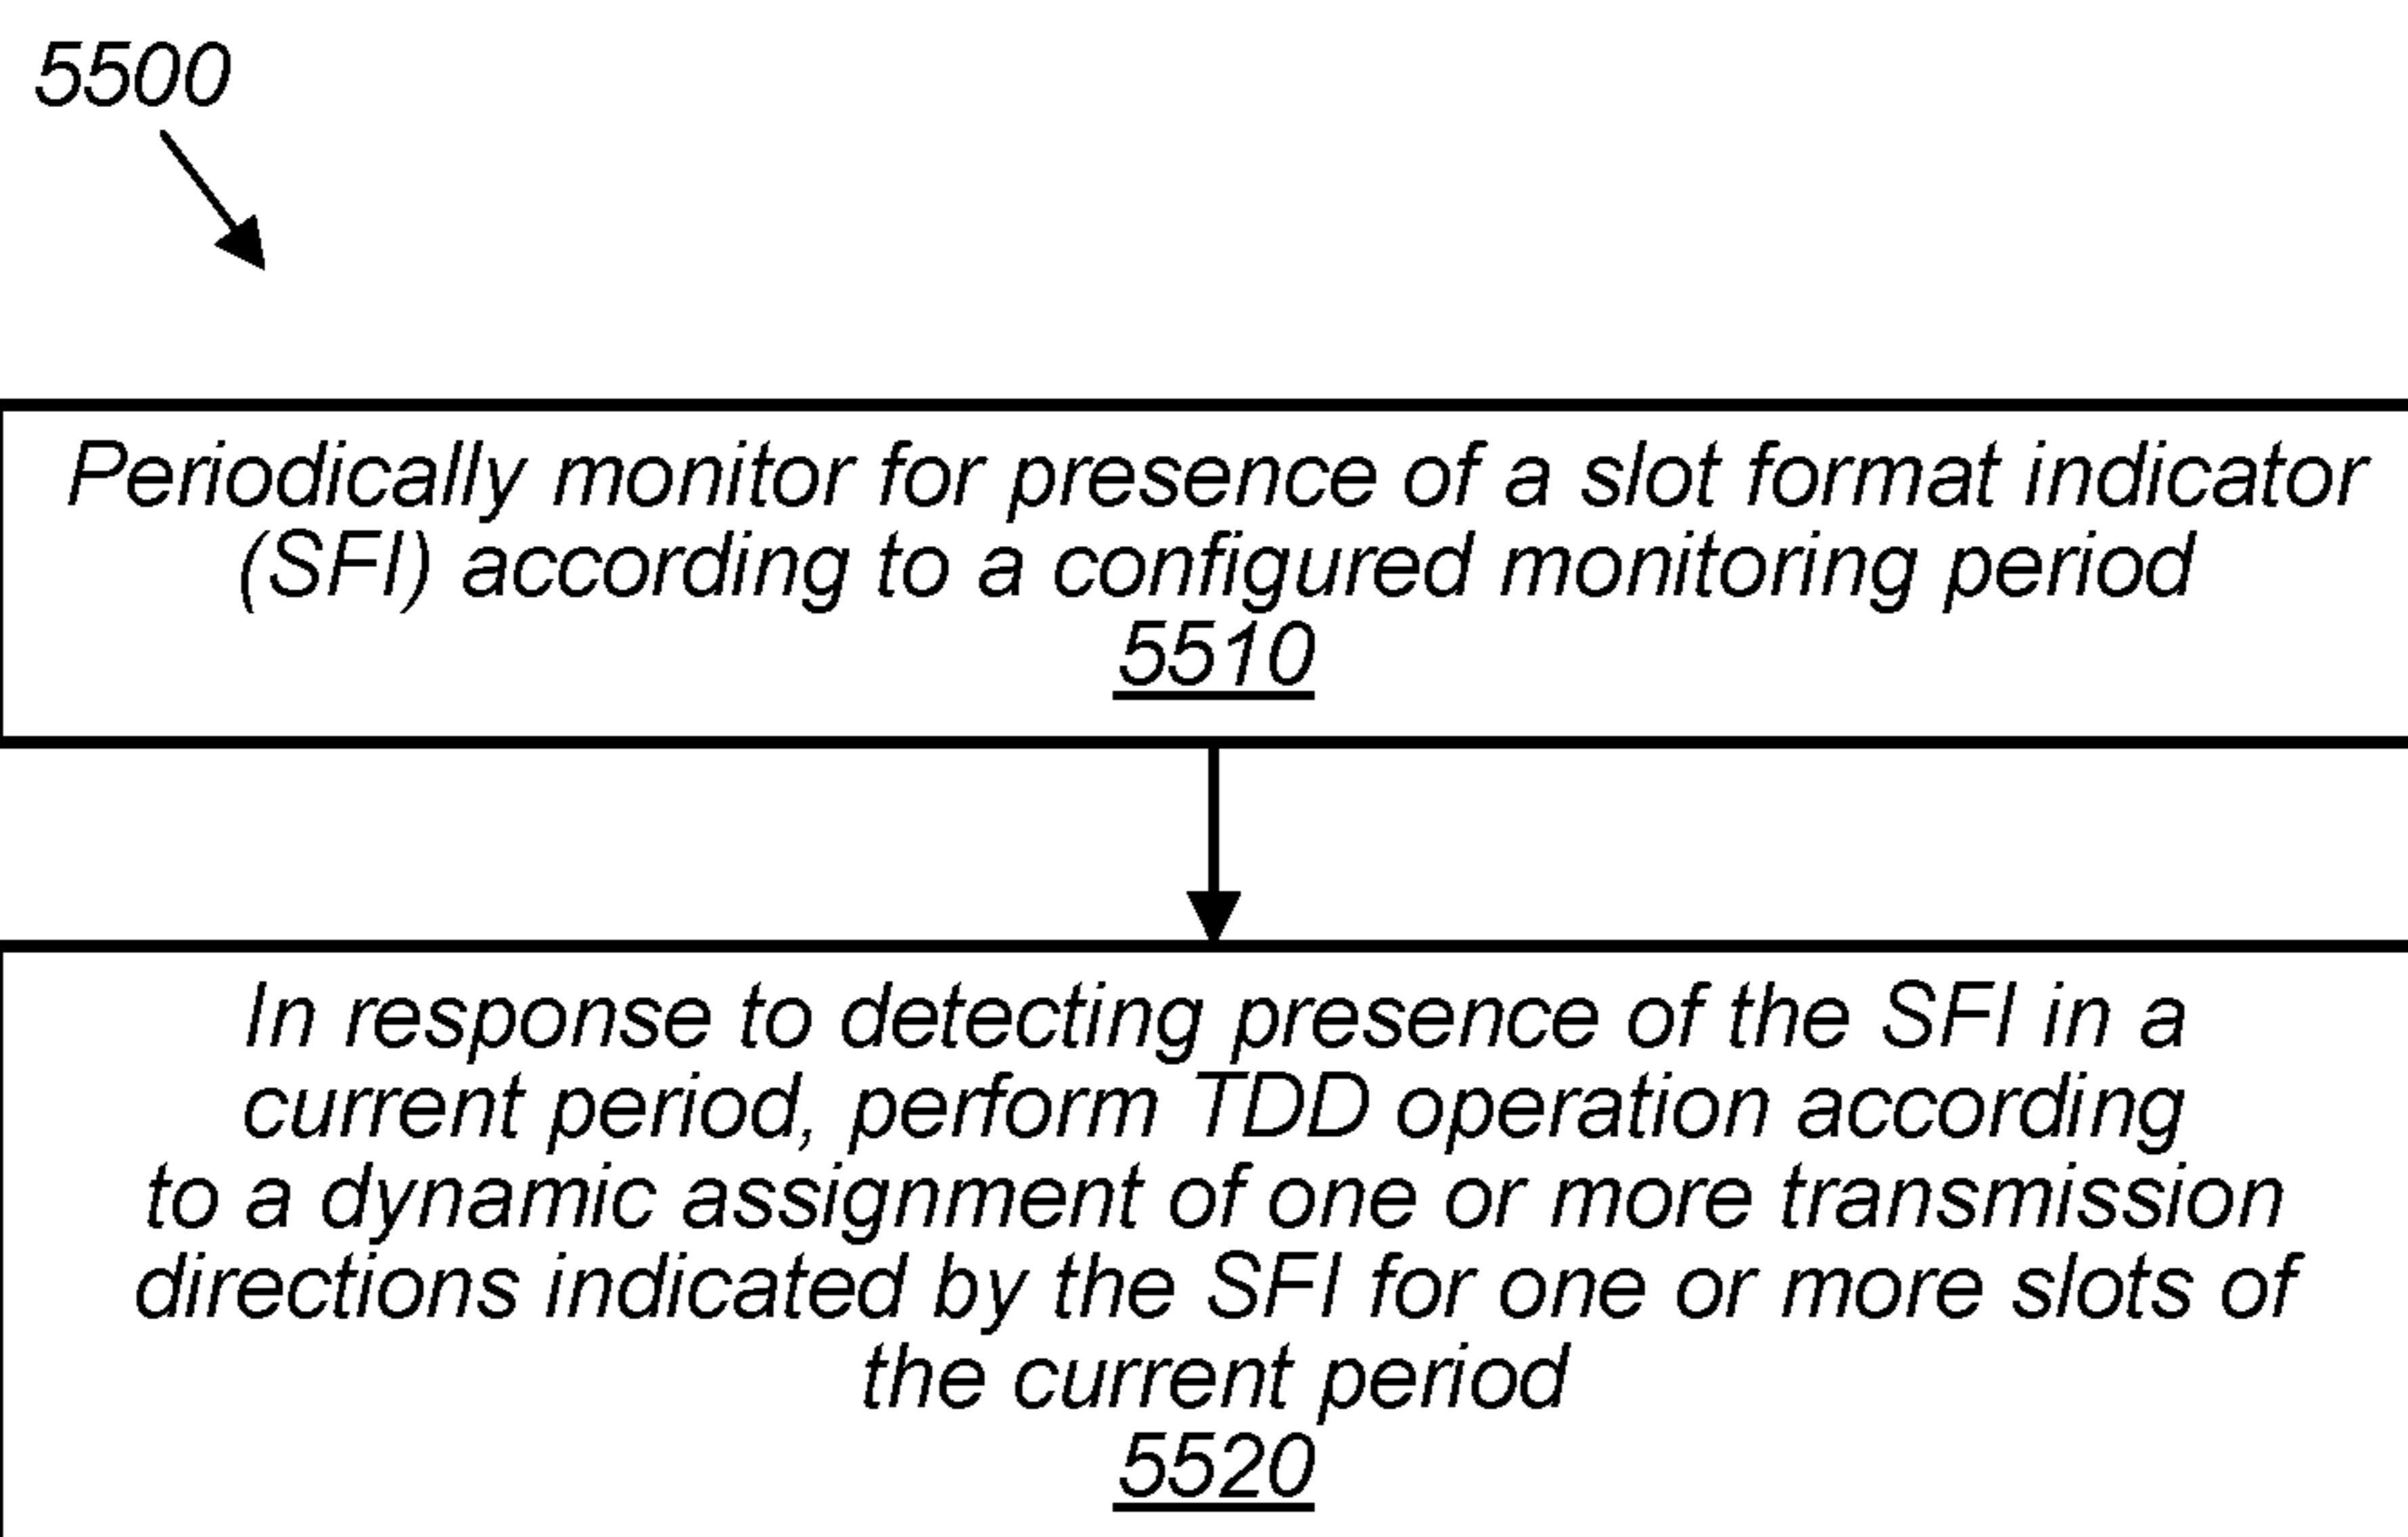 5500
Periodically monitor for presence of a slot format indicator
(SFI) according to a configured monitoring period
5510
In response to detecting presence of the SFI in a
current period, perform TDD operation according
to a dynamic assignment of one or more transmission
directions indicated by the SFI for one or more slots of
the current period
5520